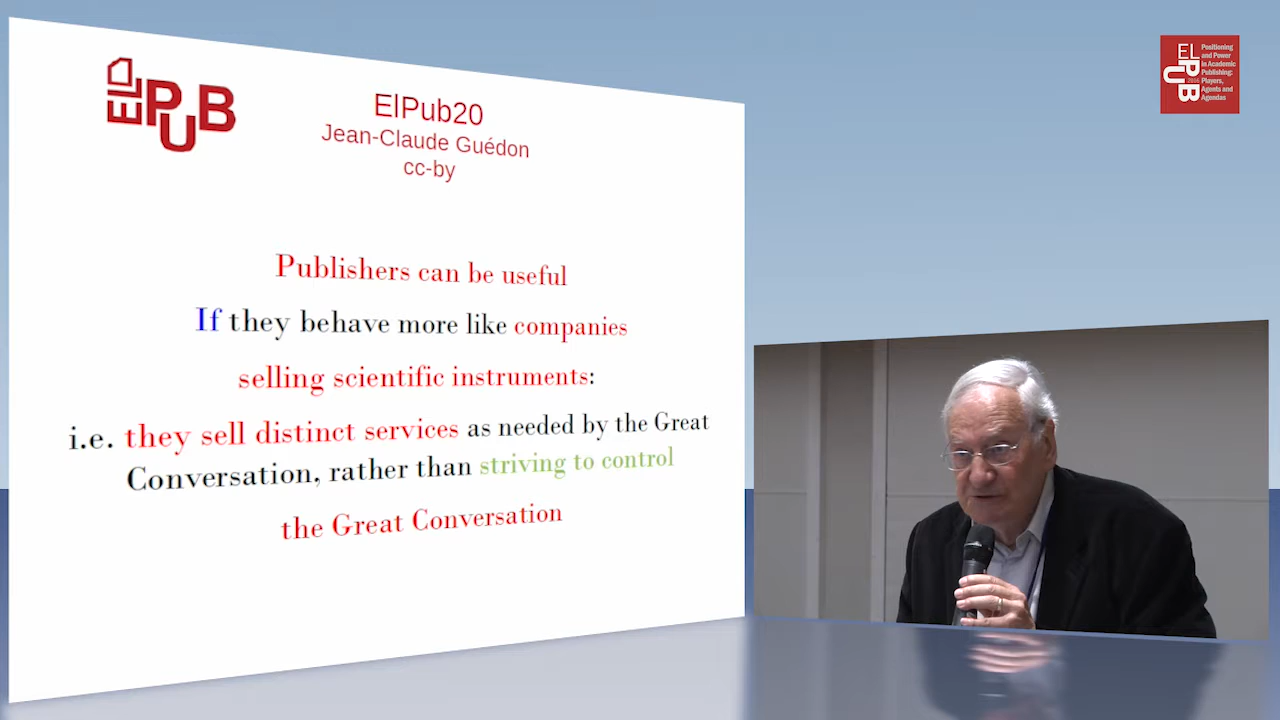 ELPUB
ElPub20
Jean-Claude Guédon
cc-by
Publishers can be useful
If they behave more like companies
selling scientific instruments:
i.e. they sell distinct services as needed by the Great
Conversation, rather than striving to control
the Great Conversation
ELPUB
2016
Positioning
and Power
in Academic
Publishing:
Players,
Agents and
Agendas